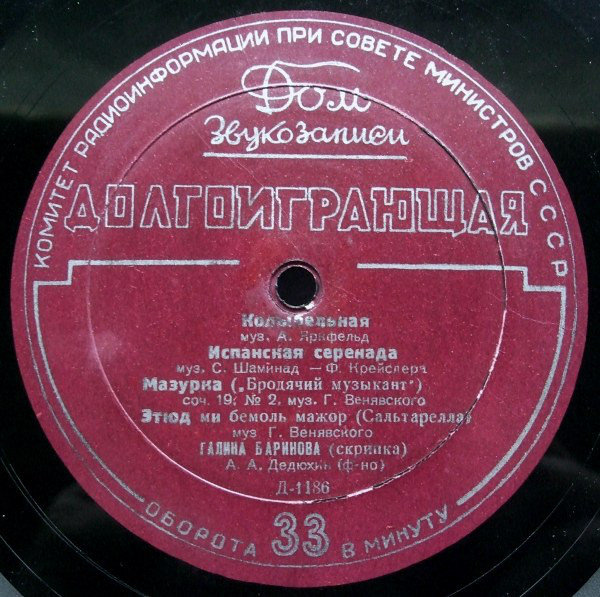 КОМИТЕТ РАДИОИНФОРМАЦИИ ПРИ СОВЕТЕ МИНИСТРОВ СССР
Дом
Звукозаписи
ДОЛГОИГРАЮЩАЯ
Колыбельная
муз. А. Ярнфельд
Испанская серенада
муз. С. Шаминад — Ф. Крейслера
Мазурка („Бродячий музыкант")
соч. 19. № 2. муз. Г. Венявского
Этюд ми бемоль мажор (Сальтарелла)
муз Г. Венявского
ГАЛИНА БАРИНОВА (скрипка)
А. А. Дедюхин (ф-но)
Д-1186
33 ОБОРОТА В МИНУТУ